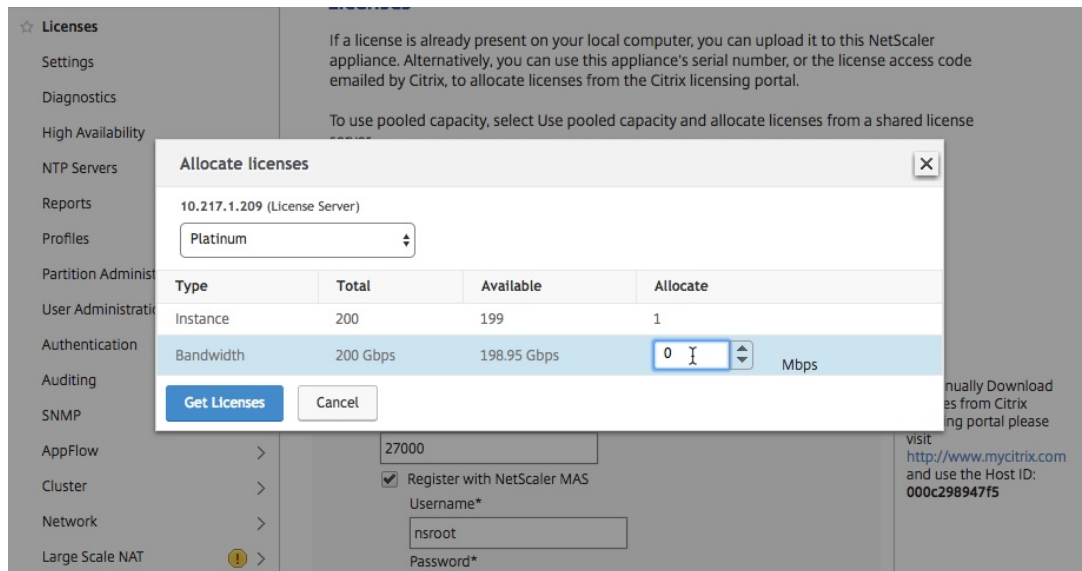 Licenses
Settings
Diagnostics
High Availability
NTP Servers
Reports
Profiles
Partition Administ
User Administratio
Authentication
Auditing
SNMP
AppFlow
Cluster
Network
Large Scale NAT
Licenses
If a license is already present on your local computer, you can upload it to this NetScaler
appliance. Alternatively, you can use this appliance's serial number, or the license access code
emailed by Citrix, to allocate licenses from the Citrix licensing portal.
To use pooled capacity, select Use pooled capacity and allocate licenses from a shared license
Allocate licenses
10.217.1.209 (License Server)
Platinum
Type Total Available Allocate
Instance 200 199 1
Bandwidth 200 Gbps 198.95 Gbps 0 Mbps
Get Licenses Cancel
27000
Register with NetScaler MAS
Username*
nsroot
Password*
nually Download
es from Citrix
ng portal please
visit
http://www.mycitrix.com
and use the Host ID:
000c298947f5